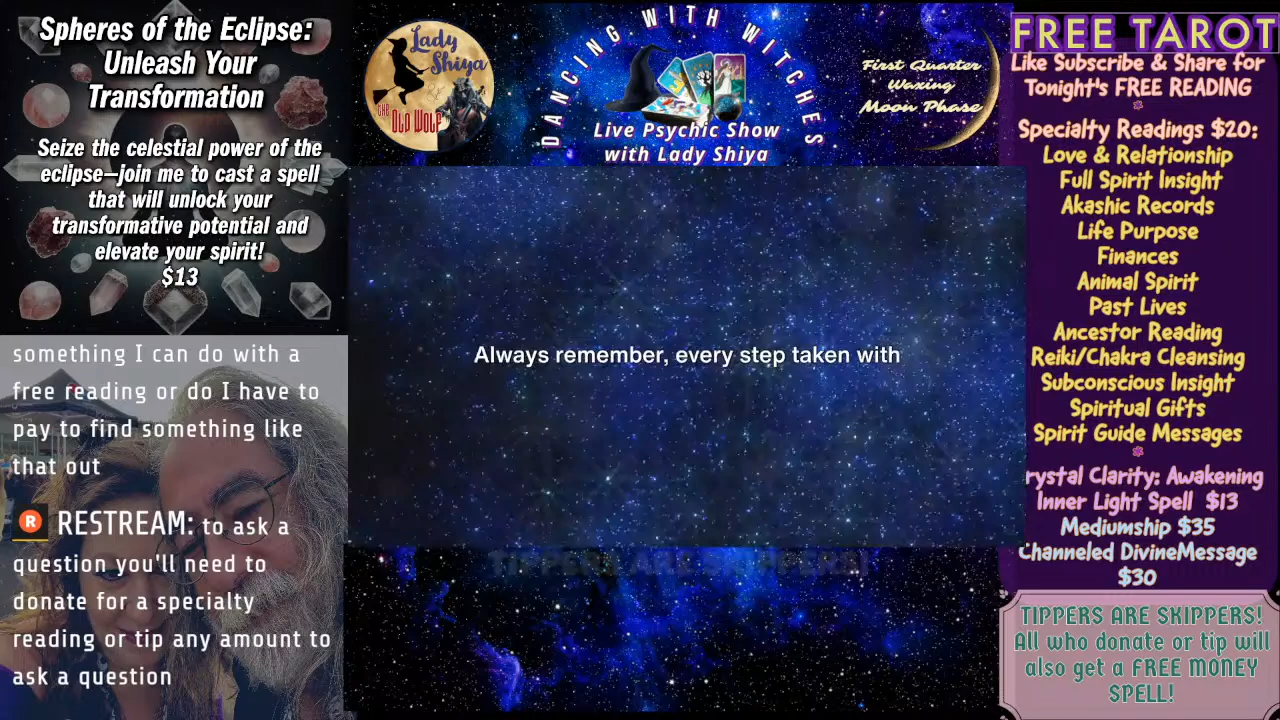 Spheres of the Eclipse:
Unleash Your
Transformation
Seize the celestial power of the
eclipse—join me to cast a spell
that will unlock your
transformative potential and
elevate your spirit!
$13
something I can do with a
free reading or do I have to
pay to find something like
that out
R RESTREAM: to ask a
question you'll need to
donate for a specialty
reading or tip any amount to
ask a question
Lady
Shiya
the Old Wolf
DANCING WITH WITCHES
Live Psychic Show
with Lady Shiya
First Quarter
Waxing
Moon Phase
Always remember, every step taken with
TIPPERS ARE SKIPPERS!
FREE TAROT
Like Subscribe & Share for
Tonight's FREE READING
*
Specialty Readings $20:
Love & Relationship
Full Spirit Insight
Akashic Records
Life Purpose
Finances
Animal Spirit
Past Lives
Ancestor Reading
Reiki/Chakra Cleansing
Subconscious Insight
Spiritual Gifts
Spirit Guide Messages
*
rystal Clarity: Awakening
Inner Light Spell $13
Mediumship $35
Channeled DivineMessage
$30
TIPPERS ARE SKIPPERS!
All who donate or tip will
also get a FREE MONEY
SPELL!